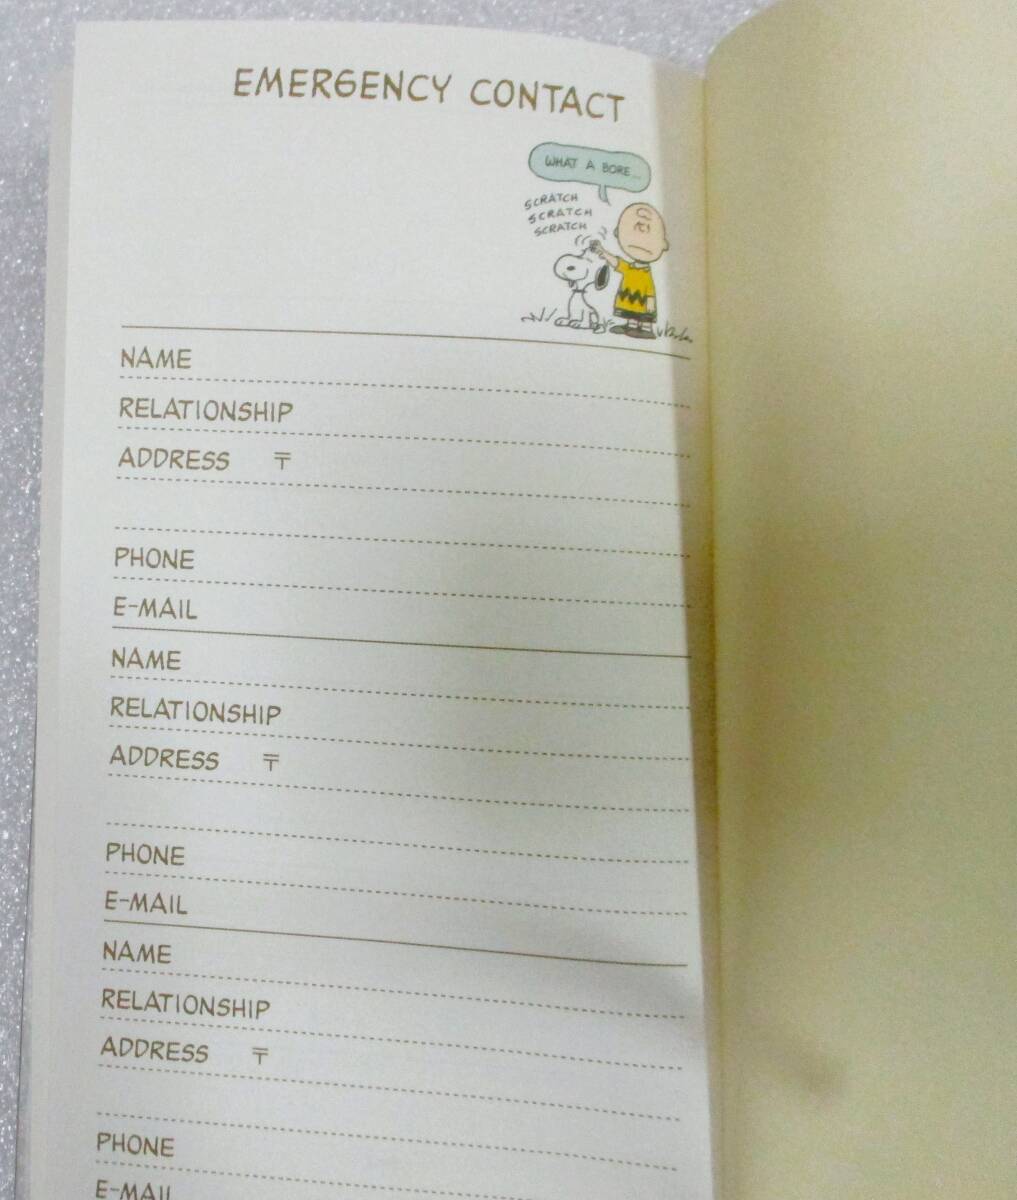 EMERGENCY CONTACT
WHAT A BORE...
SCRATCH
SCRATCH
SCRATCH
NAME
RELATIONSHIP
ADDRESS 〒
PHONE
E-MAIL
NAME
RELATIONSHIP
ADDRESS 〒
PHONE
E-MAIL
NAME
RELATIONSHIP
ADDRESS 〒
PHONE
E-MAIL